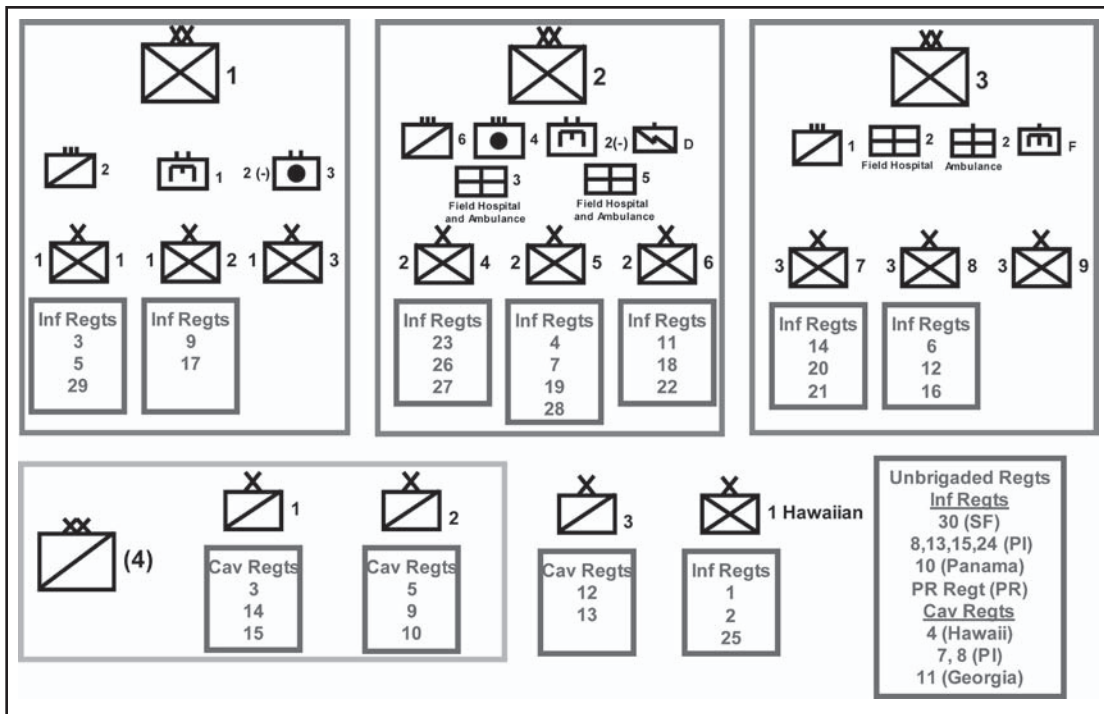 1
2
1
2 (-)
3
1
1
1
2
1
3
Inf Regts
3
5
29
Inf Regts
9
17
2
6
4
2(-)
D
3
Field Hospital
and Ambulance
5
Field Hospital
and Ambulance
2
4
2
5
2
6
Inf Regts
23
26
27
Inf Regts
4
7
19
28
Inf Regts
11
18
22
3
1
2
Field Hospital
2
Ambulance
F
3
7
3
8
3
9
Inf Regts
14
20
21
Inf Regts
6
12
16
(4)
1
Cav Regts
3
14
15
2
Cav Regts
5
9
10
3
Cav Regts
12
13
1 Hawaiian
Inf Regts
1
2
25
Unbrigaded Regts
Inf Regts
30 (SF)
8,13,15,24 (PI)
10 (Panama)
PR Regt (PR)
Cav Regts
4 (Hawaii)
7, 8 (PI)
11 (Georgia)